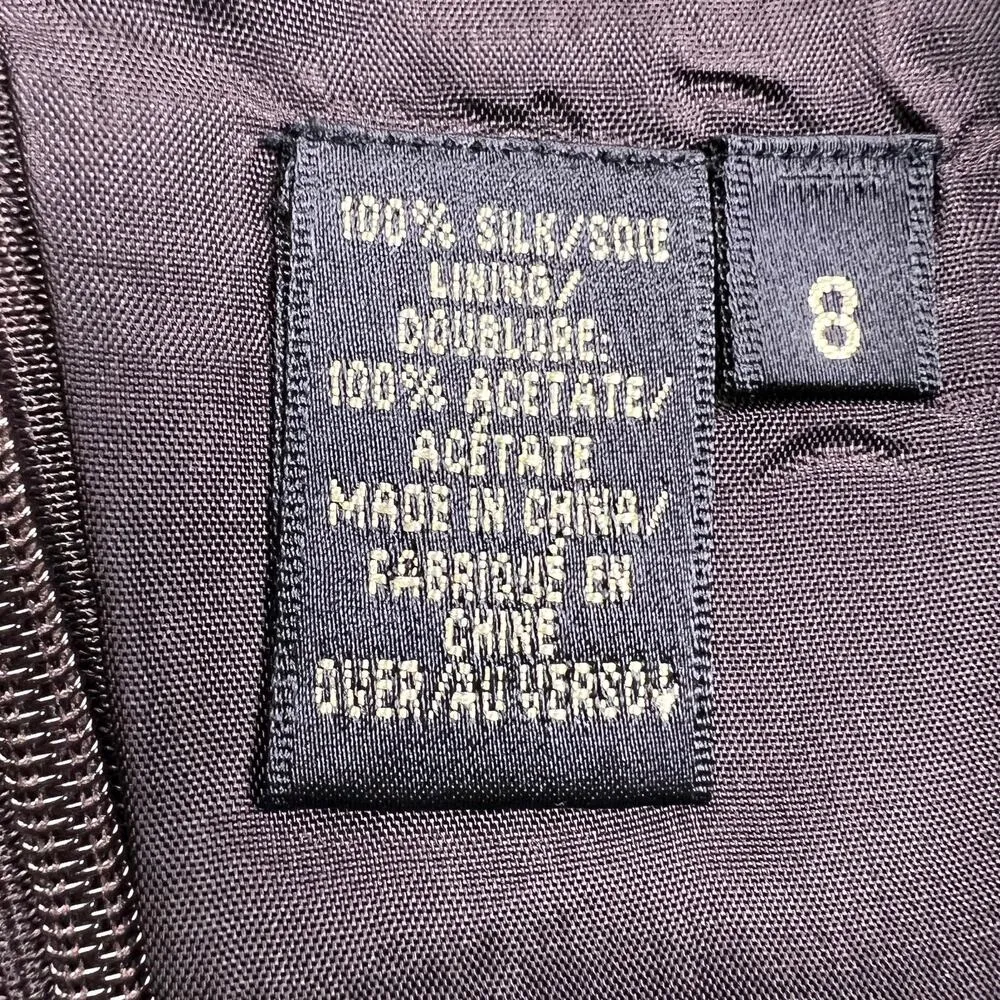 100% SILK/SOIE
LINING/
DOUBLURE:
100% ACETATE/
ACÉTATE
MADE IN CHINA/
FABRIQUÉ EN
CHINE
OVER/AU VERSO
8